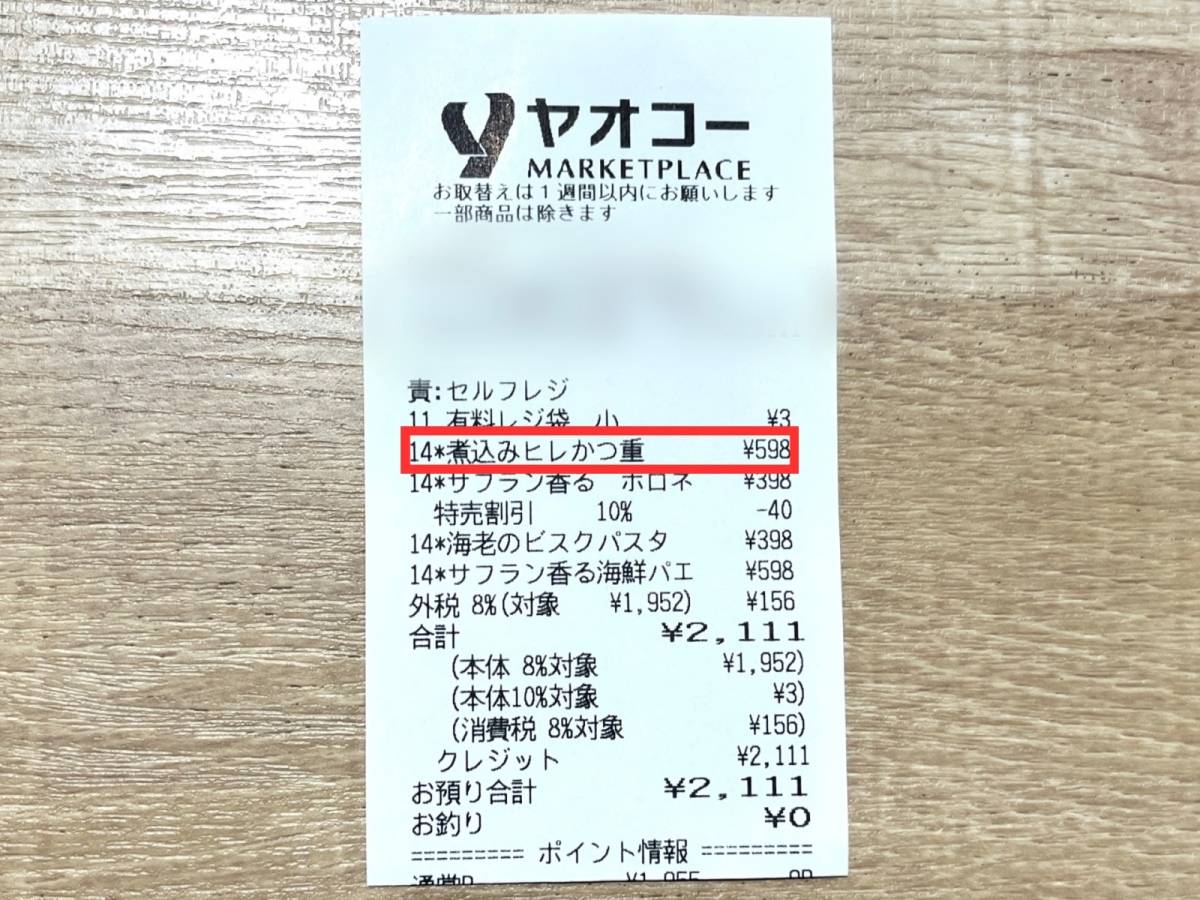 ヤオコー
MARKETPLACE
お取替えは1週間以内にお願いします
一部商品は除きます
責:セルフレジ
11 有料レジ袋 小 ¥3
14*煮込みヒレかつ重 ¥598
14*サフラン香る ボロネ ¥398
特売割引 10% -40
14*海老のビスクパスタ ¥398
14*サフラン香る海鮮パエ ¥598
外税 8%(対象 ¥1,952) ¥156
合計 ¥2,111
(本体 8%対象 ¥1,952)
(本体10%対象 ¥3)
(消費税 8%対象 ¥156)
クレジット ¥2,111
お預り合計 ¥2,111
お釣り ¥0
========= ポイント情報 =========